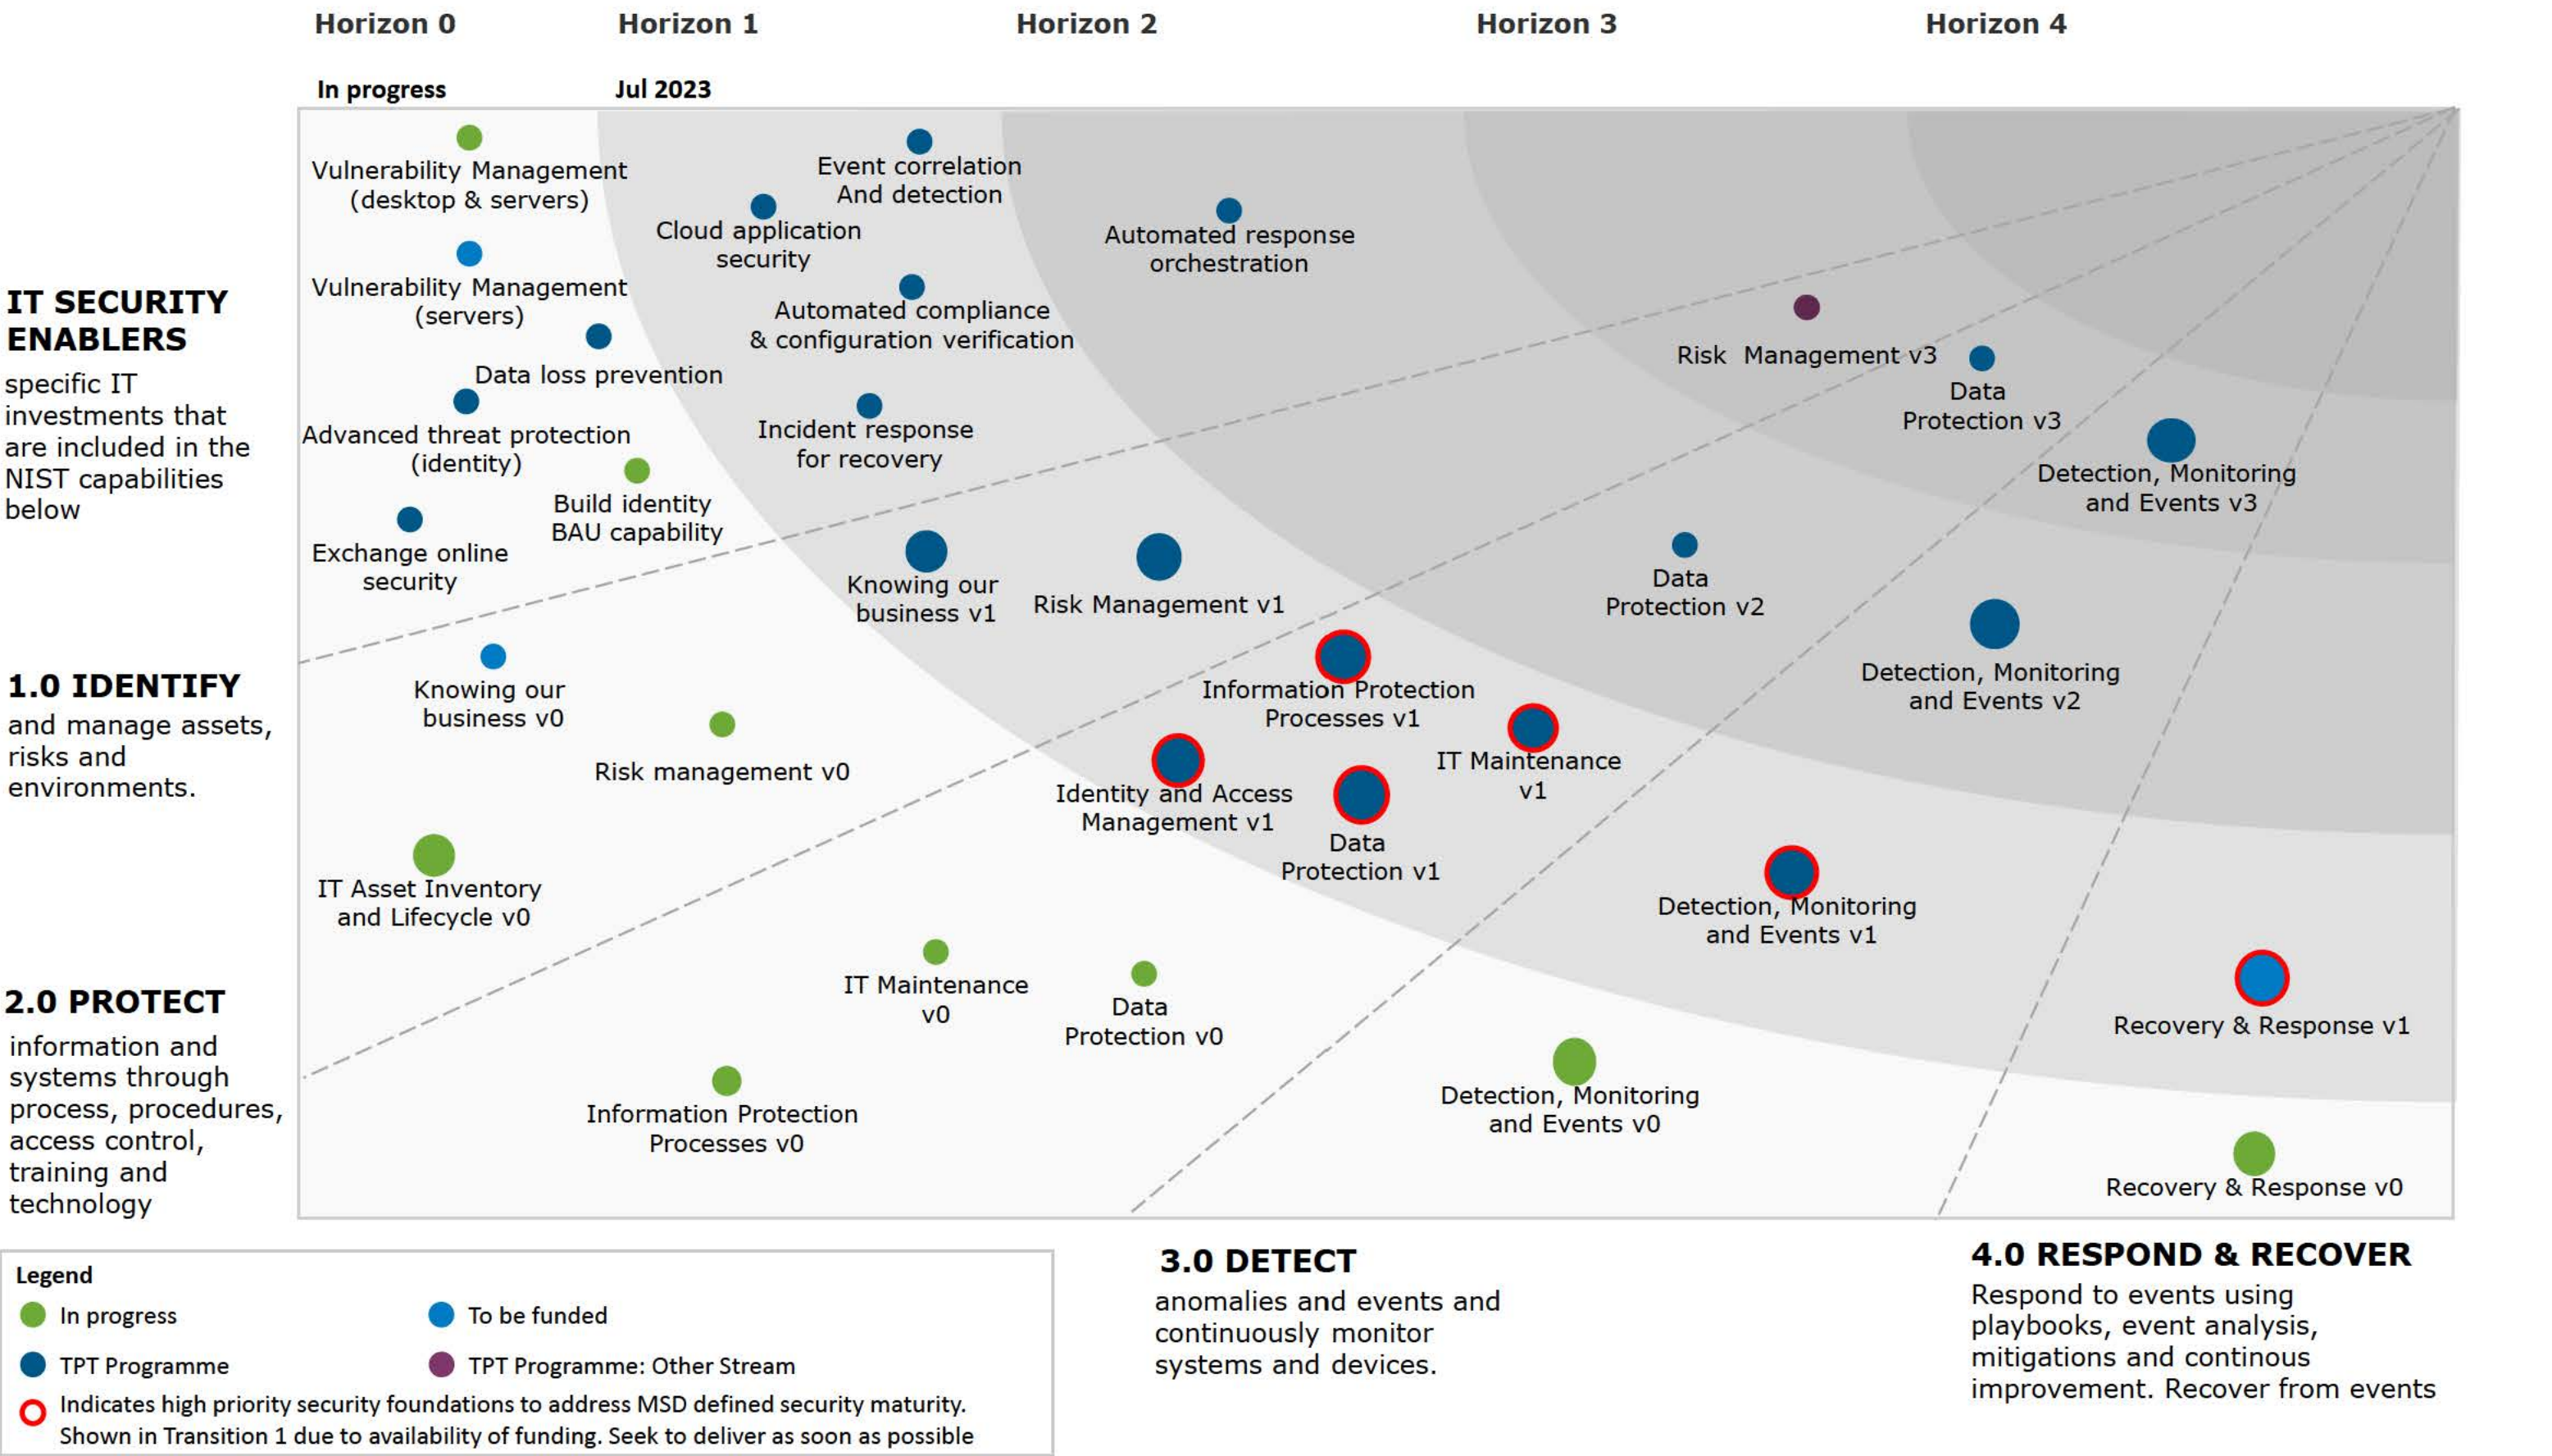 Horizon 0
Horizon 1
Horizon 2
Horizon 3
Horizon 4
In progress
Jul 2023
IT SECURITY
ENABLERS
specific IT
investments that
are included in the
NIST capabilities
below
1.0 IDENTIFY
and manage assets,
risks and
environments.
2.0 PROTECT
information and
systems through
process, procedures,
access control,
training and
technology
Vulnerability Management
(desktop & servers)
Vulnerability Management
(servers)
Data loss prevention
Advanced threat protection
(identity)
Build identity
BAU capability
Exchange online
security
Event correlation
And detection
Cloud application
security
Automated compliance
& configuration verification
Incident response
for recovery
Automated response
orchestration
Knowing our
business v0
Risk management v0
IT Asset Inventory
and Lifecycle v0
Knowing our
business v1
Risk Management v1
Risk  Management v3
Information Protection
Processes v0
IT Maintenance
v0
Data
Protection v0
Identity and Access
Management v1
Information Protection
Processes v1
Data
Protection v1
IT Maintenance
v1
Data
Protection v2
Data
Protection v3
Detection, Monitoring
and Events v0
Detection, Monitoring
and Events v1
Detection, Monitoring
and Events v2
Detection, Monitoring
and Events v3
Recovery & Response v1
Recovery & Response v0
Legend
In progress
To be funded
TPT Programme
TPT Programme: Other Stream
Indicates high priority security foundations to address MSD defined security maturity.
Shown in Transition 1 due to availability of funding. Seek to deliver as soon as possible
3.0 DETECT
anomalies and events and
continuously monitor
systems and devices.
4.0 RESPOND & RECOVER
Respond to events using
playbooks, event analysis,
mitigations and continous
improvement. Recover from events